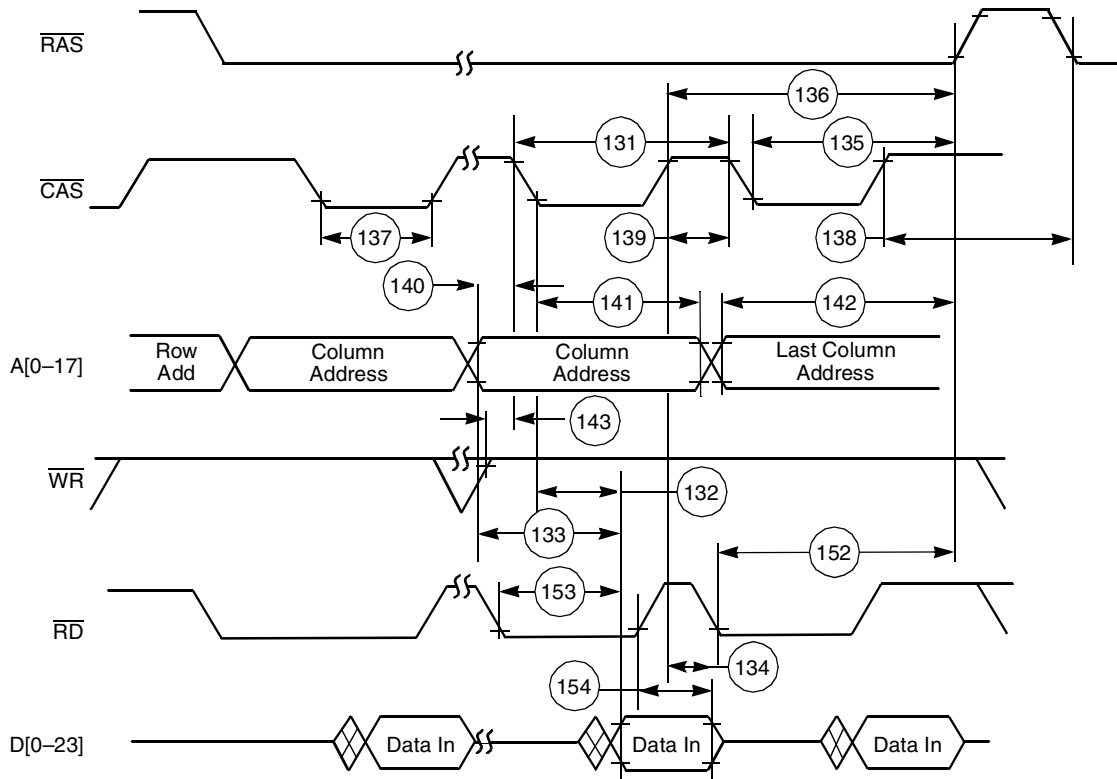 RAS
136
131
135
CAS
137
139
138
140
141
142
A[0–17]
Row
Add
Column
Address
Column
Address
Last Column
Address
143
WR
132
133
152
153
RD
134
154
D[0–23]
Data In
Data In
Data In